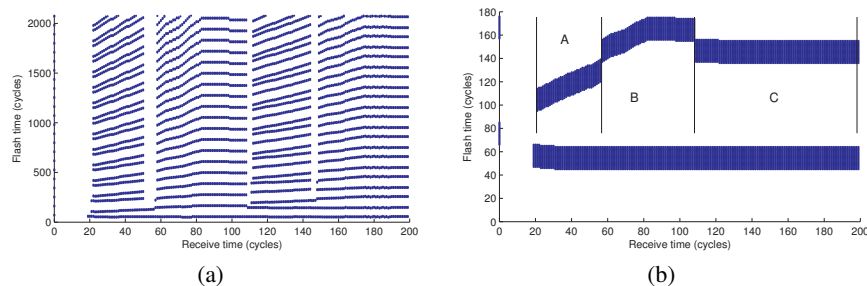 Flash time (cycles)
2000
1500
1000
500
0
0 20 40 60 80 100 120 140 160 180 200
Receive time (cycles)
(a)
Flash time (cycles)
180
160
140
120
100
80
60
40
20
0
A
B
C
0 20 40 60 80 100 120 140 160 180 200
Receive time (cycles)
(b)